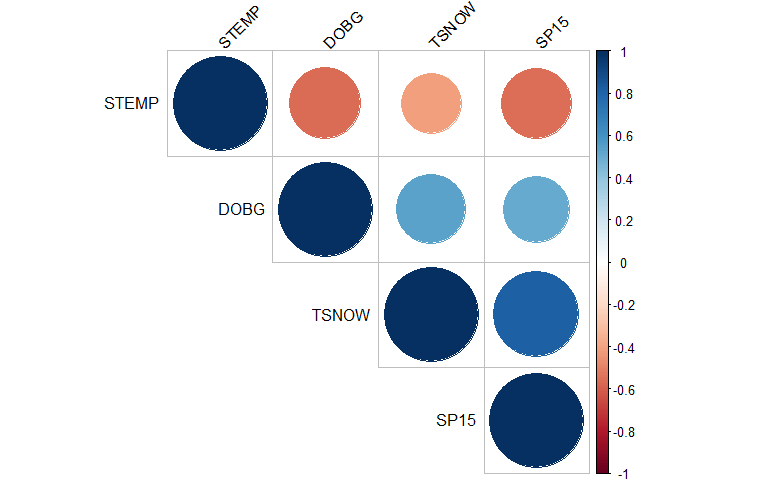 STEMP
DOBG
TSNOW
SP15
STEMP
DOBG
TSNOW
SP15
1
0.8
0.6
0.4
0.2
0
-0.2
-0.4
-0.6
-0.8
-1